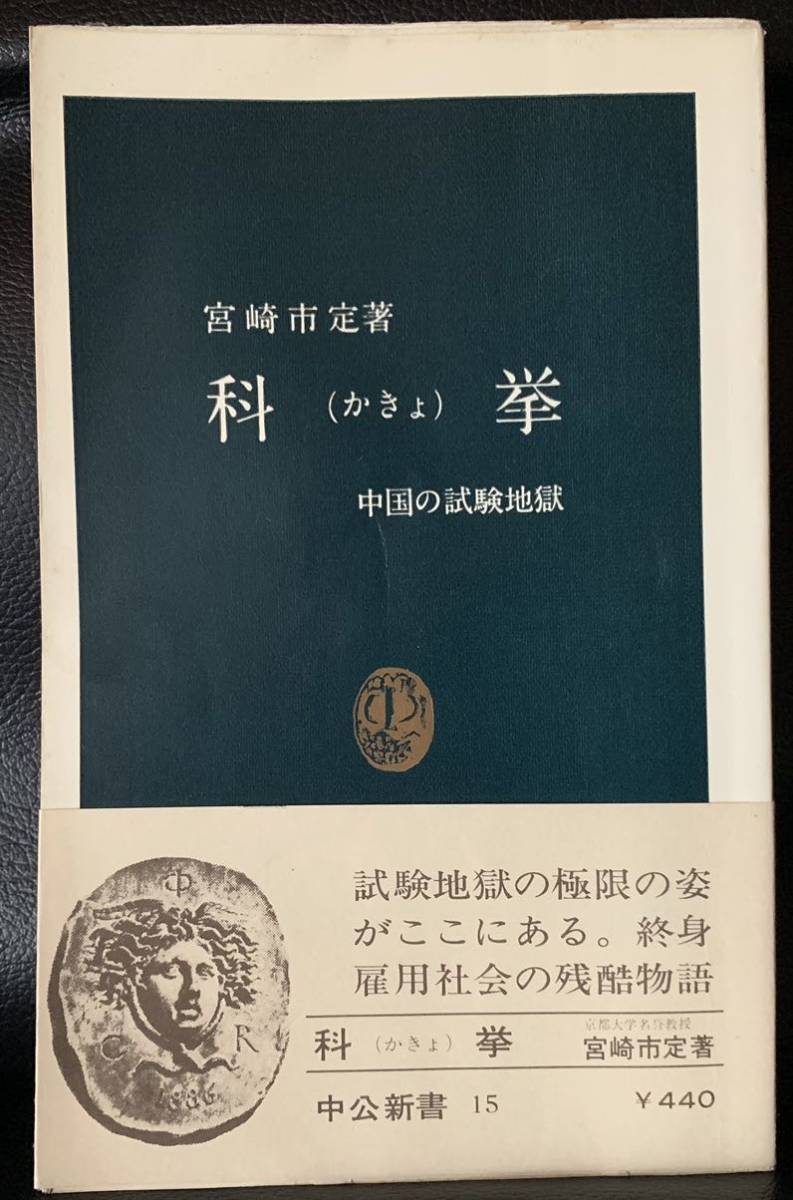 宮崎市定著
科(かきょ)挙
中国の試験地獄
試験地獄の極限の姿
がここにある。終身
雇用社会の残酷物語
京都大学名誉教授
科(かきょ)挙 宮崎市定著
中公新書 15 ￥440
Φ
C R
1886